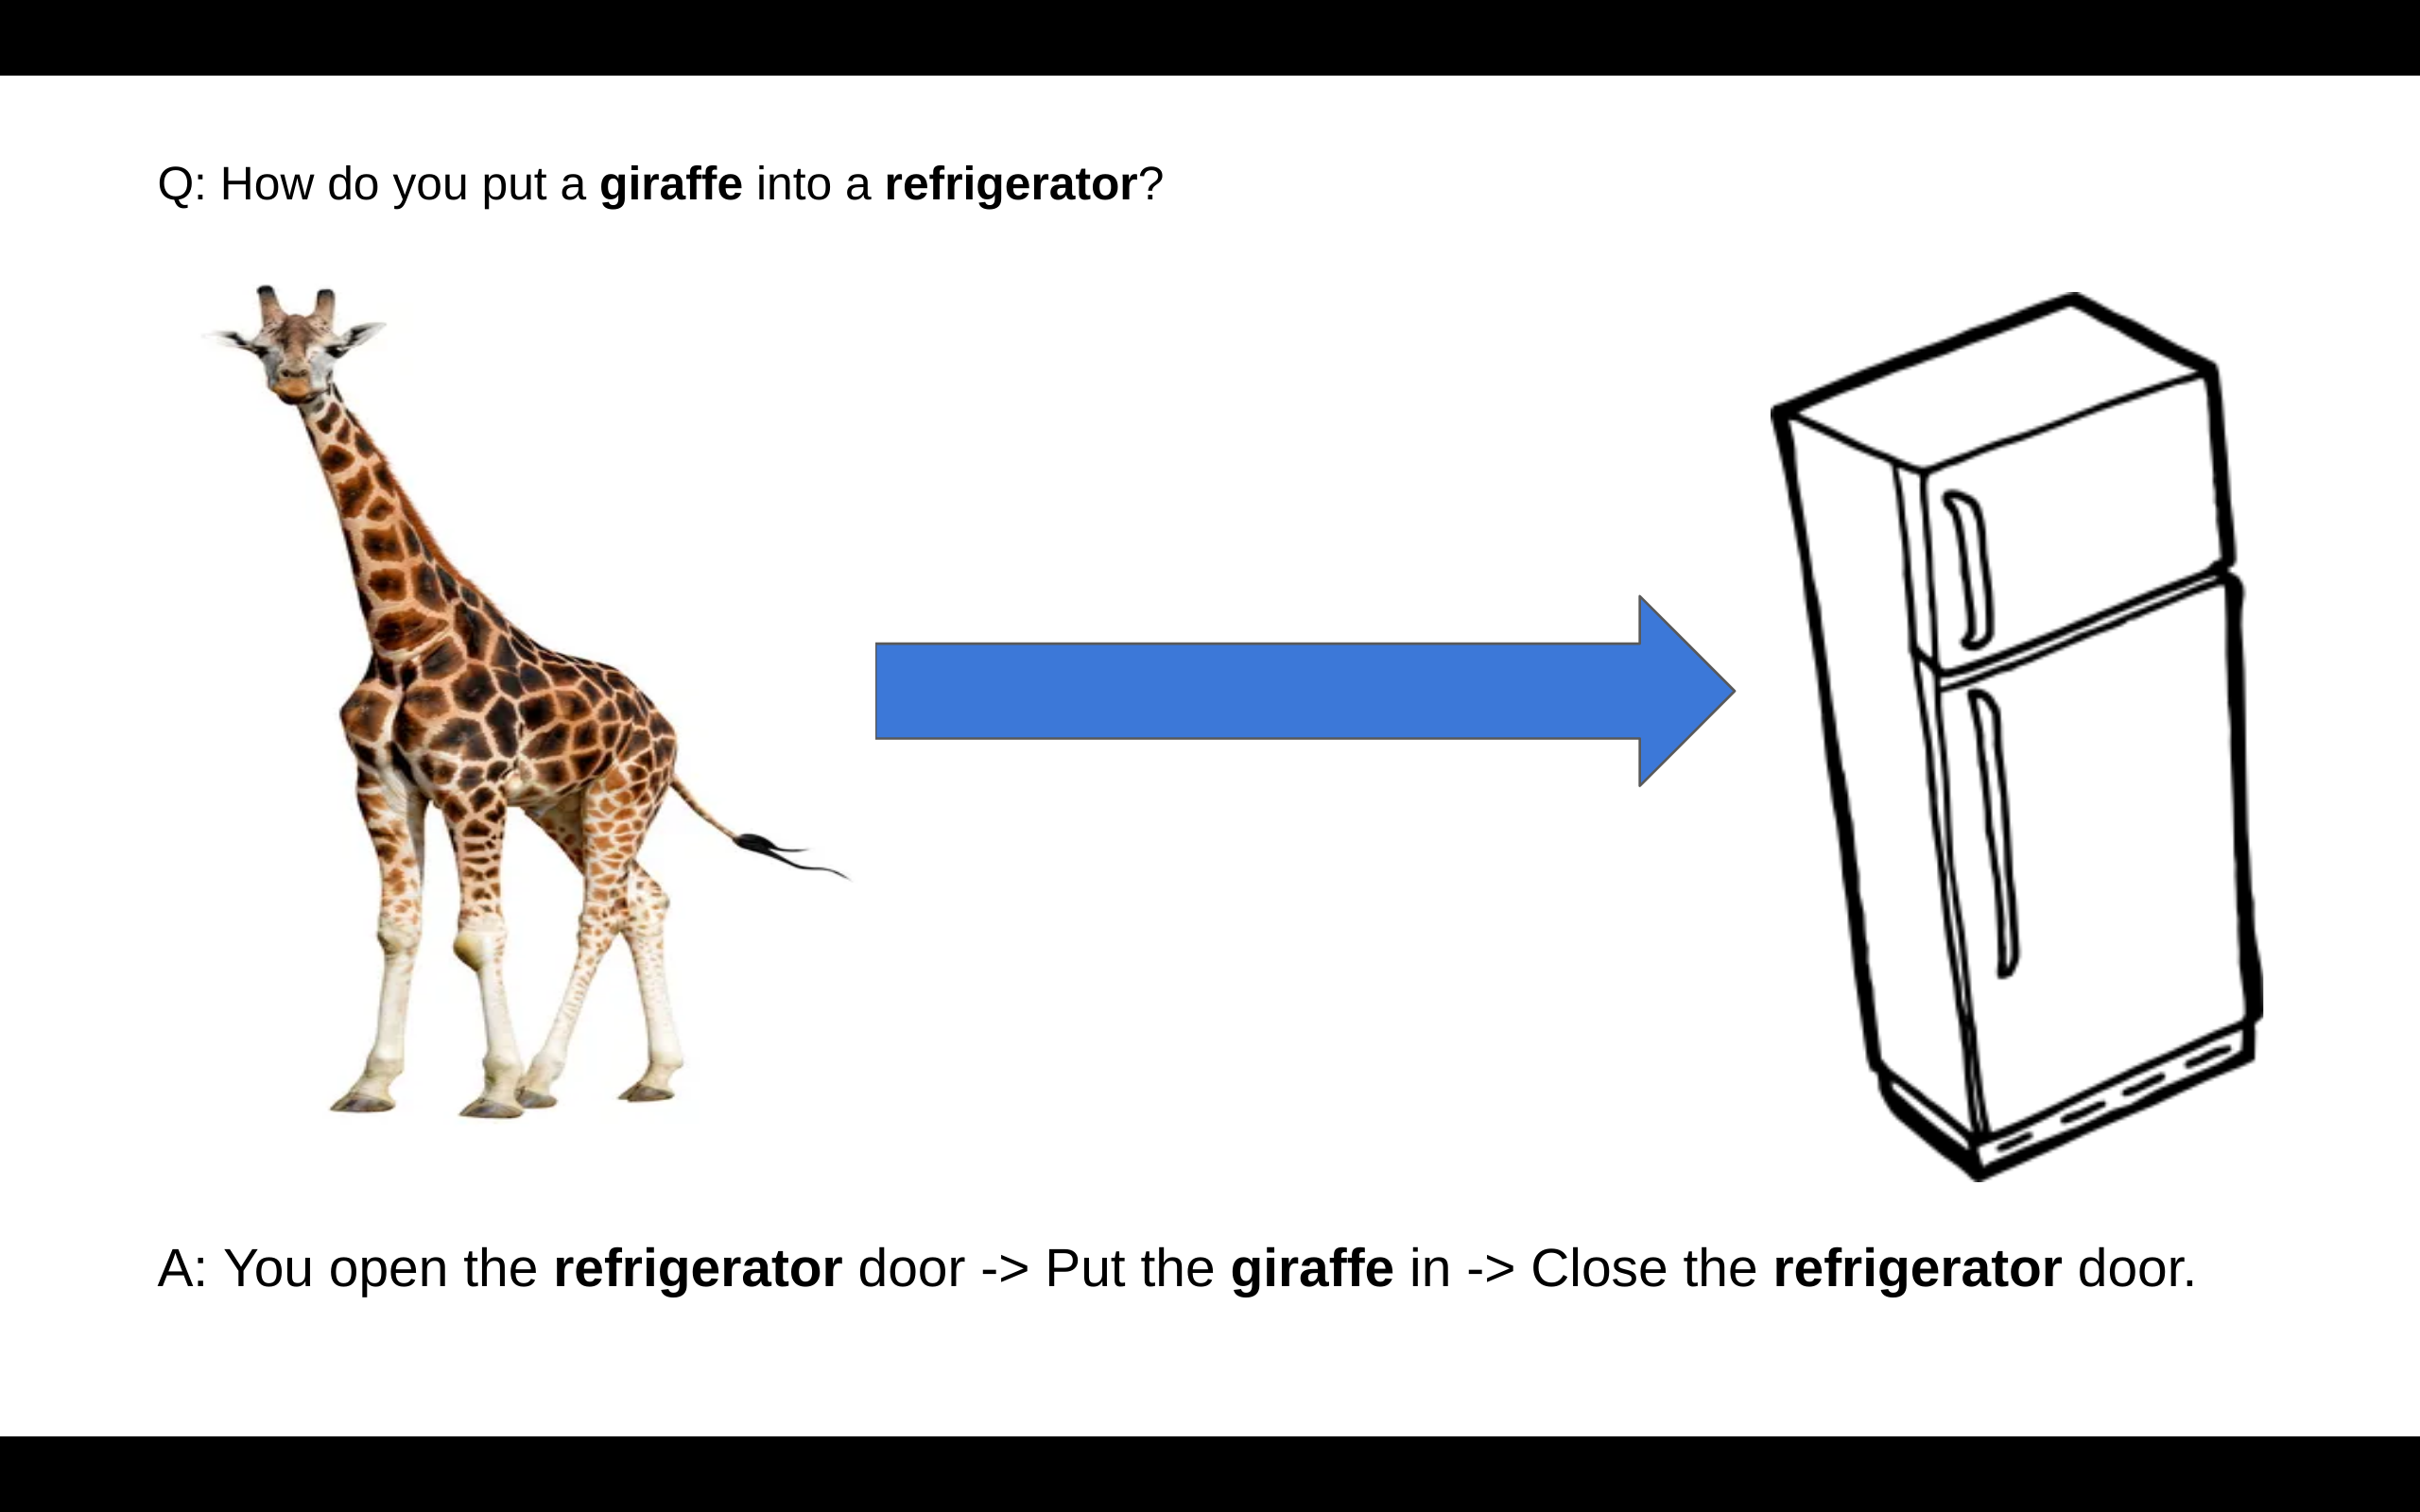 Q: How do you put a giraffe into a refrigerator?
A: You open the refrigerator door -> Put the giraffe in -> Close the refrigerator door.